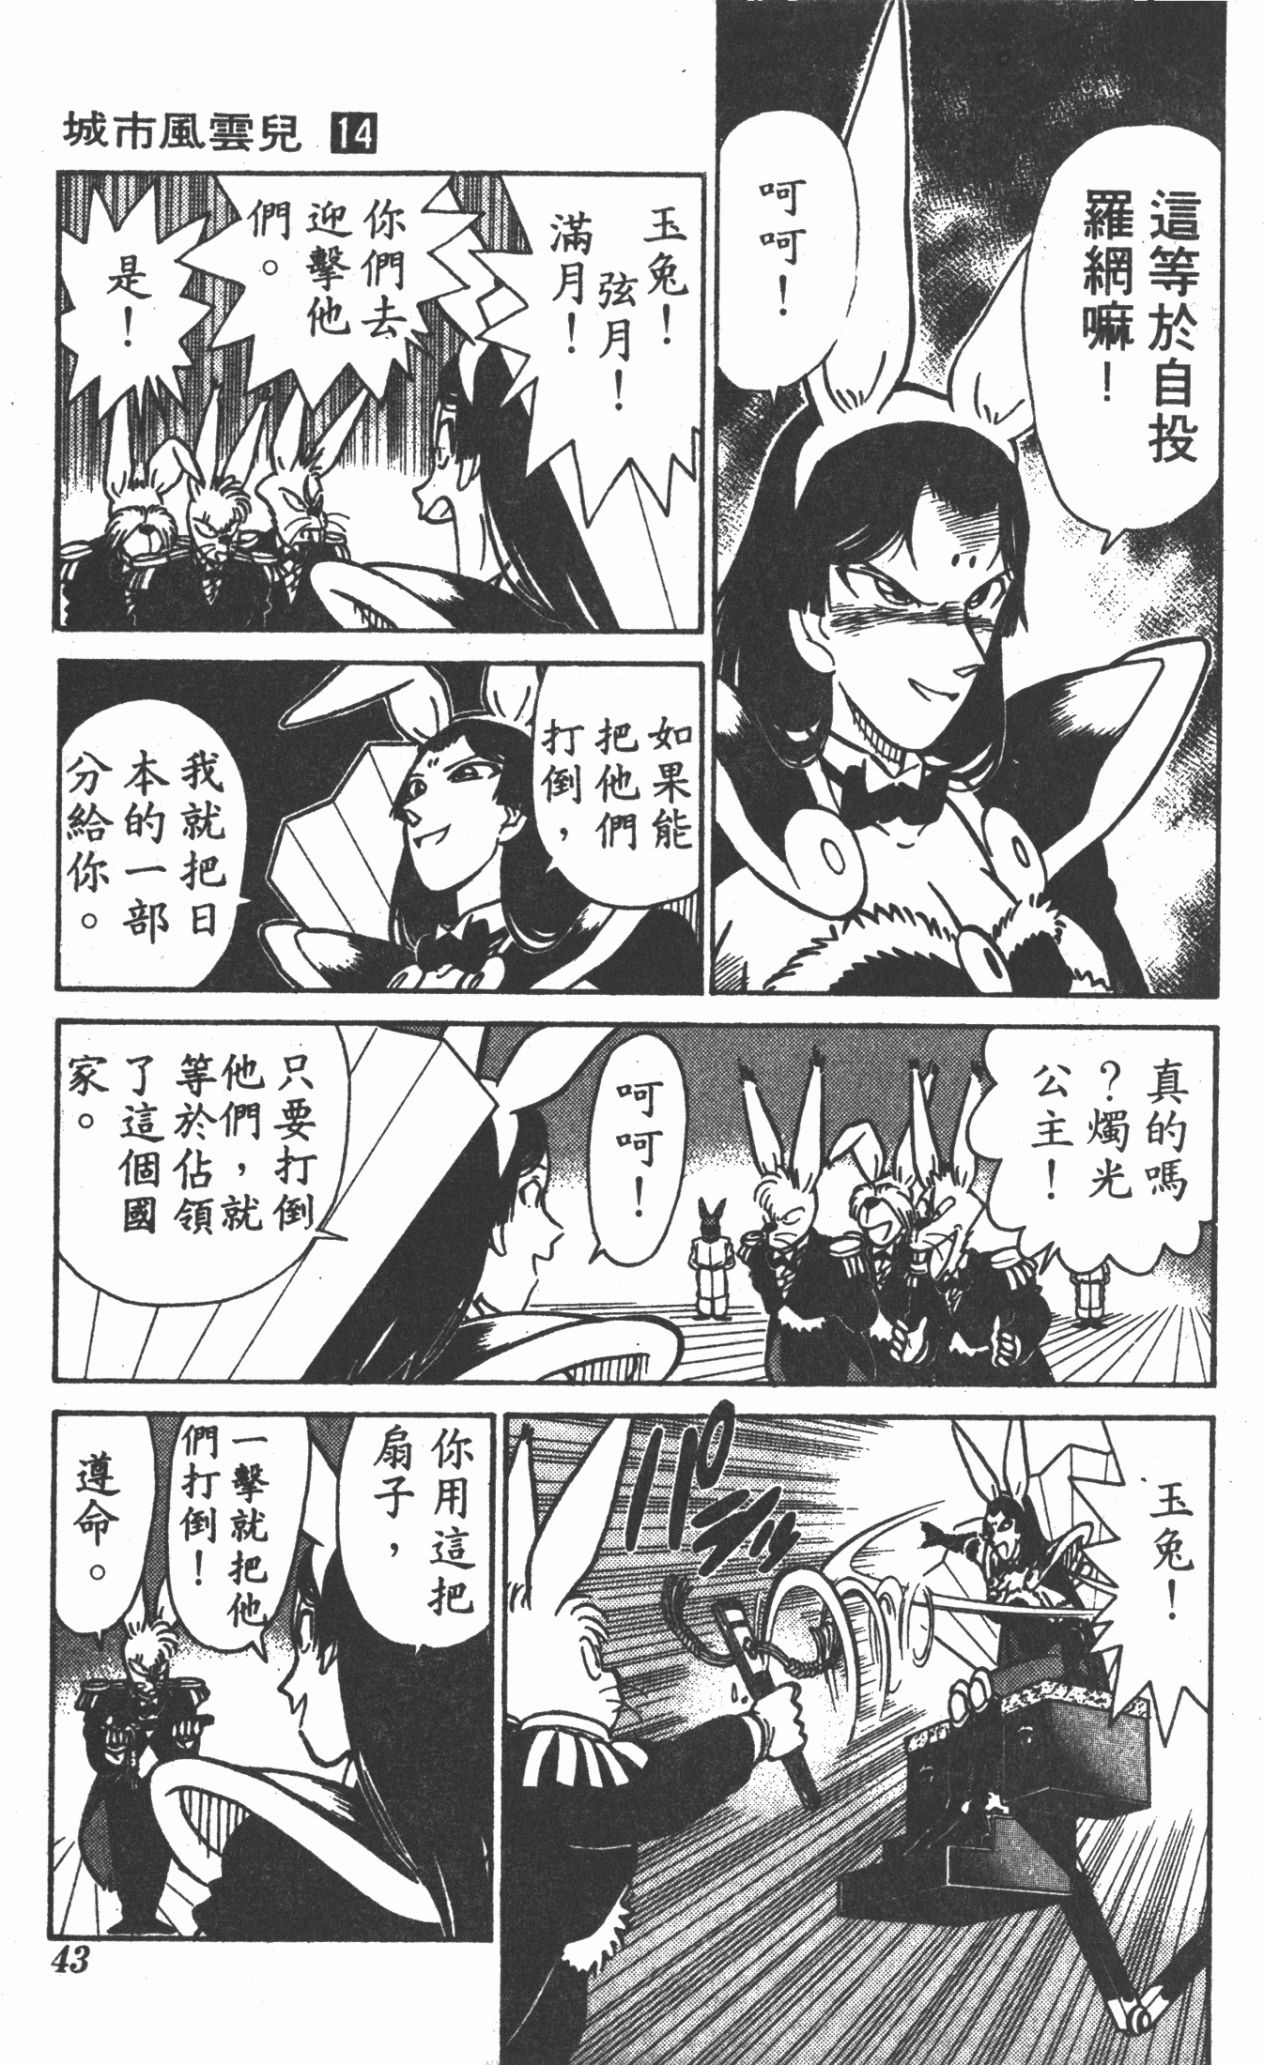 城市風雲兒 14
這等於自投
羅網嘛！
呵呵！
玉兔！
弦月！
滿月！
你們去
迎擊他
們。
是！
如果能
把他們
打倒，
我就把日
本的一部
分給你。
真的嗎
？燭光
公主！
呵呵！
只要打倒
他們，就
等於佔領
了這個國
家。
玉兔！
パシッ
你用這把
扇子，
一擊就把他
們打倒！
遵命。
43